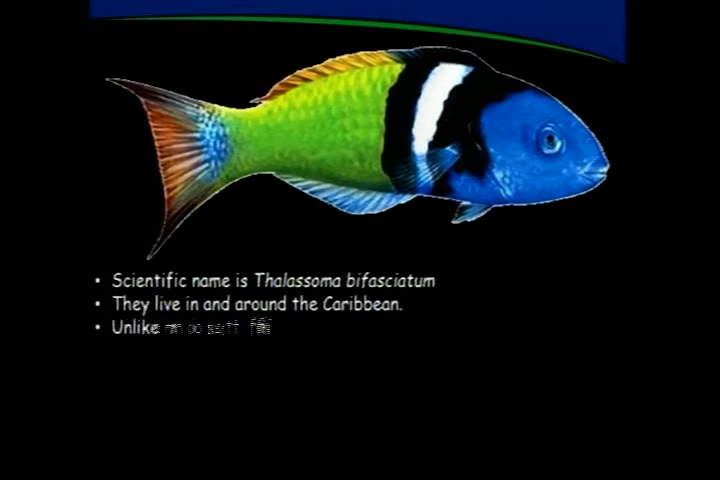 • Scientific name is Thalassoma bifasciatum
• They live in and around the Caribbean.
• Unlike